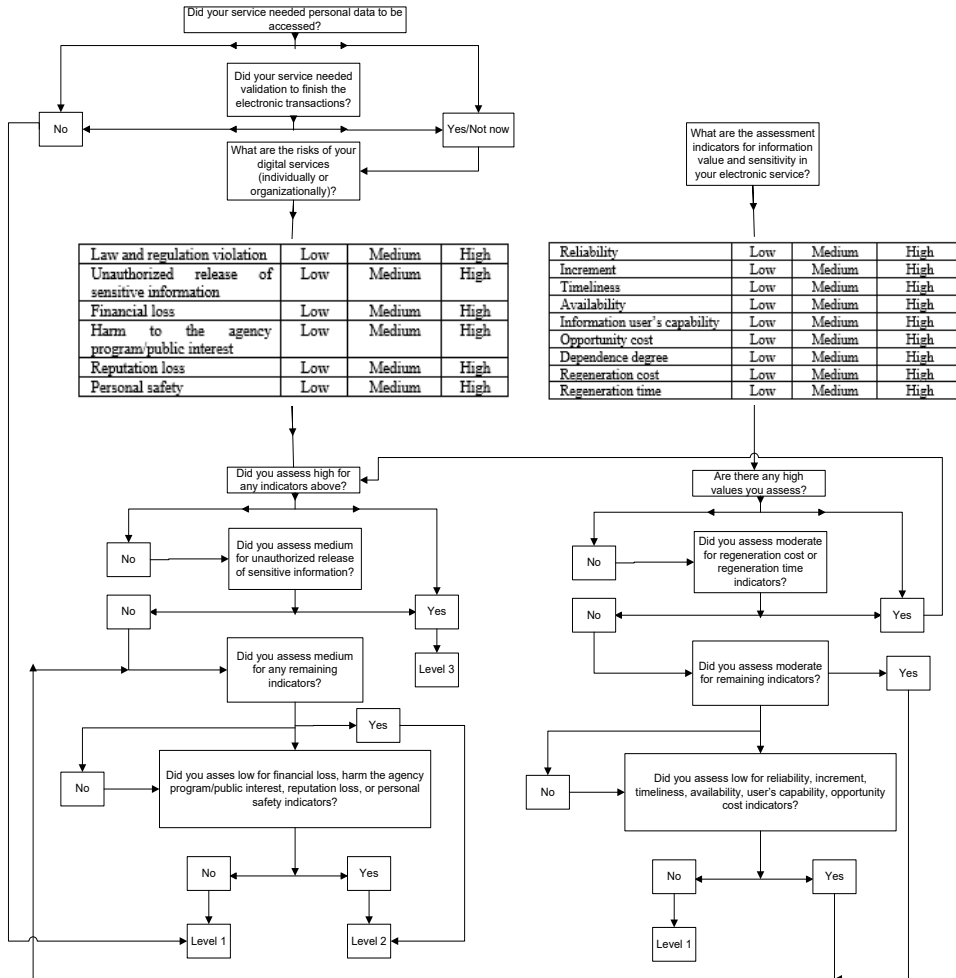 Did your service needed personal data to be
accessed?
Did your service needed
validation to finish the
electronic transactions?
No
Yes/Not now
What are the risks of your
digital services
(individually or
organizationally)?
What are the assessment
indicators for information
value and sensitivity in
your electronic service?
Law and regulation violation Low Medium High
Unauthorized release of Low Medium High
sensitive information
Financial loss Low Medium High
Harm to the agency Low Medium High
program/public interest
Reputation loss Low Medium High
Personal safety Low Medium High
Reliability Low Medium High
Increment Low Medium High
Timeliness Low Medium High
Availability Low Medium High
Information user's capability Low Medium High
Opportunity cost Low Medium High
Dependence degree Low Medium High
Regeneration cost Low Medium High
Regeneration time Low Medium High
Did you assess high for
any indicators above?
No
Did you assess medium
for unauthorized release
of sensitive information?
No
Yes
Level 3
Did you assess medium
for any remaining
indicators?
Yes
No
Did you asses low for financial loss, harm the agency
program/public interest, reputation loss, or personal
safety indicators?
No
Yes
Level 1
Level 2
Are there any high
values you assess?
No
Did you assess moderate
for regeneration cost or
regeneration time
indicators?
No
Yes
Did you assess moderate
for remaining indicators?
Yes
No
Did you assess low for reliability, increment,
timeliness, availability, user's capability, opportunity
cost indicators?
No
Yes
Level 1